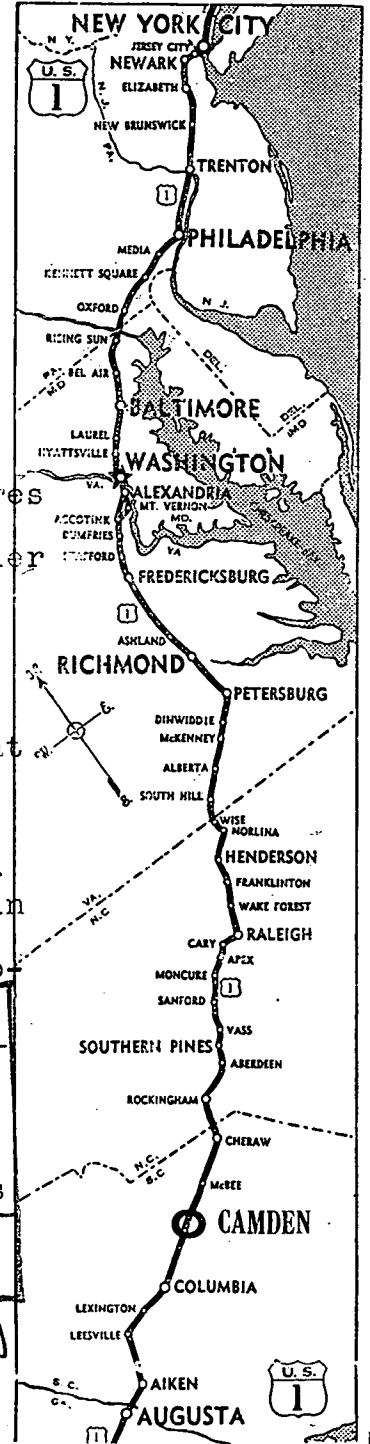 NEW YORK CITY
N. Y.
JERSEY CITY
NEWARK
U. S.
1
ELIZABETH
N. J.
PA.
NEW BRUNSWICK
TRENTON
1
PHILADELPHIA
MEDIA
KENNETT SQUARE
N J.
OXFORD
RISING SUN
PA.
MD
DEL.
BEL AIR
BALTIMORE
DEL
MD
LAUREL
HYATTSVILLE
WASHINGTON
VA.
ALEXANDRIA
res
MT. VERNON
MD.
ACCOTINK
DUMFRIES
VA
er
STAFFORD
FREDERICKSBURG
1
ASHLAND
RICHMOND
PETERSBURG
DINWIDDIE
McKENNEY
ALBERTA
SOUTH HILL
WISE
NORLINA
HENDERSON
FRANKLINTON
VA.
N.C
WAKE FOREST
RALEIGH
CARY
APEX
MONCURE
1
SANFORD
VASS
SOUTHERN PINES
ABERDEEN
ROCKINGHAM
CHERAW
N.C.
S.C
McBEE
CAMDEN
COLUMBIA
LEXINGTON
LEESVILLE
S. C.
AIKEN
U. S.
1
AUGUSTA
1